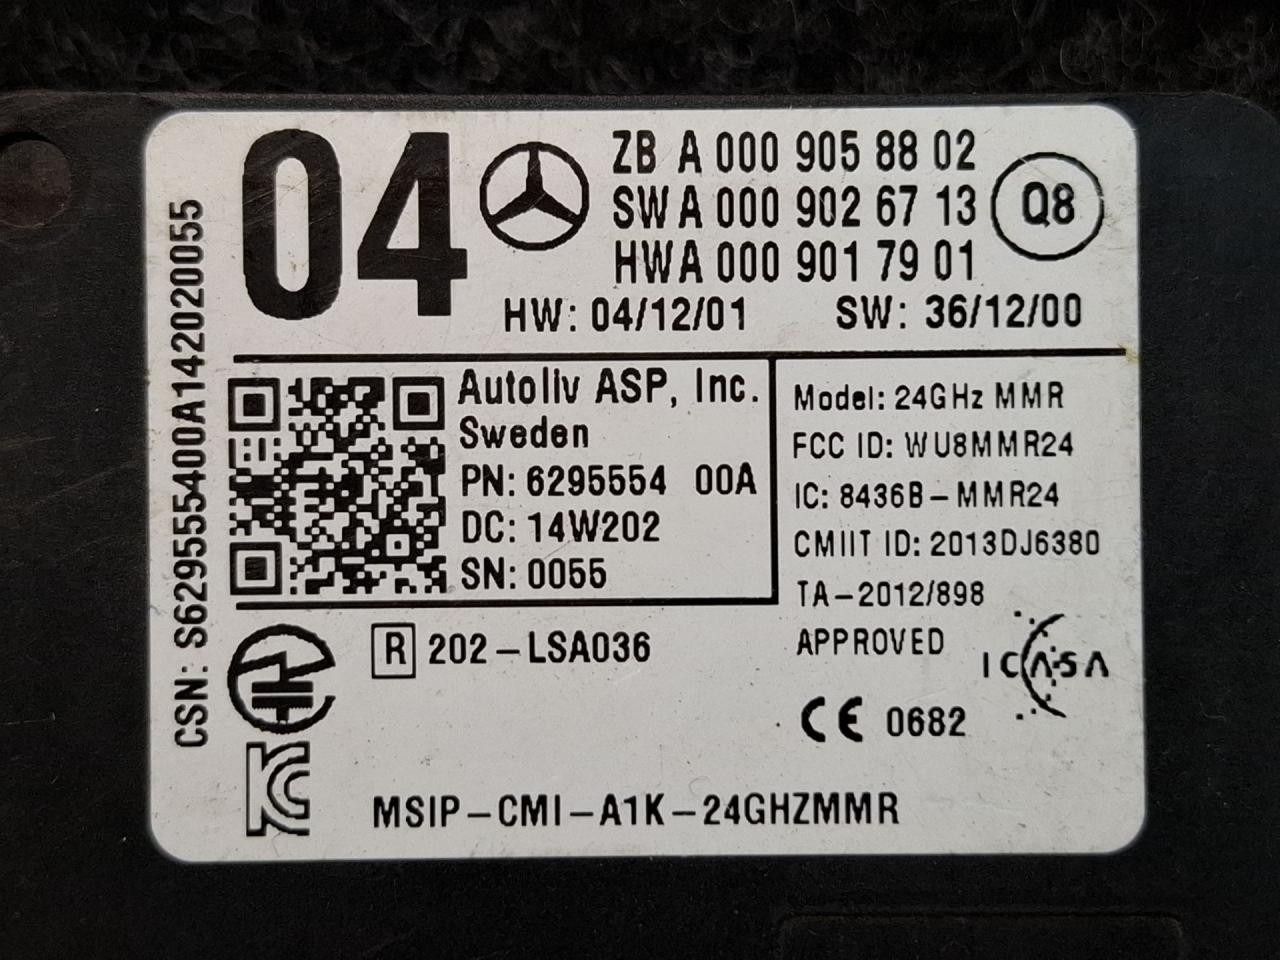 04
ZB A 000 905 88 02
SW A 000 902 67 13
HWA 000 901 79 01
Q8
HW: 04/12/01 SW: 36/12/00
CSN: S629555400A1420200055
Autoliv ASP, Inc.
Sweden
PN: 6295554 00A
DC: 14W202
SN: 0055
Model: 24GHz MMR
FCC ID: WU8MMR24
IC: 8436B-MMR24
CMIIT ID: 2013DJ6380
TA-2012/898
APPROVED
ICASA
R 202-LSA036
CE 0682
KC
MSIP-CMI-A1K-24GHZMMR